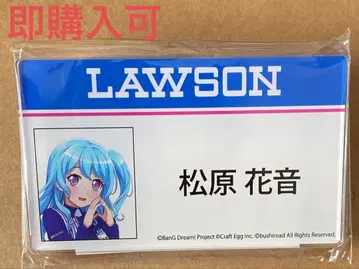 即購入可
LAWSON
松原 花音
©BanG Dream! Project ©Craft Egg Inc. ©bushiroad All Rights Reserved.